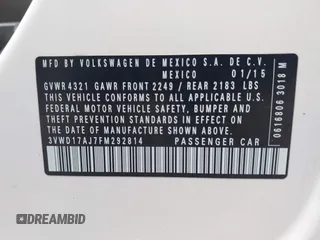 MFD BY VOLKSWAGEN DE MEXICO S.A. DE C.V.
MEXICO 01/15
GVWR 4321 GAWR FRONT 2249 / REAR 2183 LBS
THIS VEHICLE CONFORMS TO ALL APPLICABLE U.S.
FEDERAL MOTOR VEHICLE SAFETY, BUMPER AND
THEFT PREVENTION STANDARDS IN EFFECT ON THE
DATE OF MANUFACTURE SHOWN ABOVE.
3VWD17AJ7FM292814 PASSENGER CAR
0616806 3018 M
DREAMBID